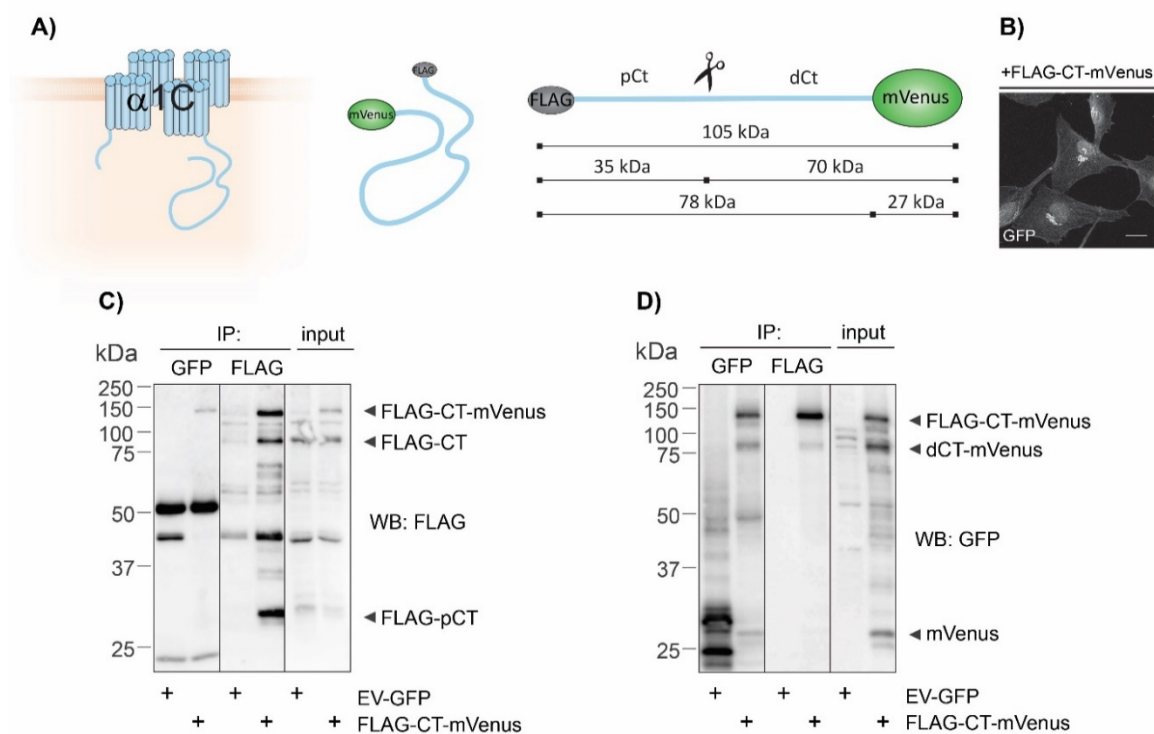 A)
α1C
FLAG
mVenus
pCt
dCt
FLAG
mVenus
105 kDa
35 kDa
70 kDa
78 kDa
27 kDa
B)
+FLAG-CT-mVenus
GFP
C)
IP:
input
kDa
GFP
FLAG
250
150
100
75
50
37
25
FLAG-CT-mVenus
FLAG-CT
WB: FLAG
FLAG-pCT
+ + + EV-GFP
+ + + FLAG-CT-mVenus
D)
IP:
input
kDa
GFP
FLAG
250
150
100
75
50
37
25
FLAG-CT-mVenus
dCT-mVenus
WB: GFP
mVenus
+ + + EV-GFP
+ + + FLAG-CT-mVenus